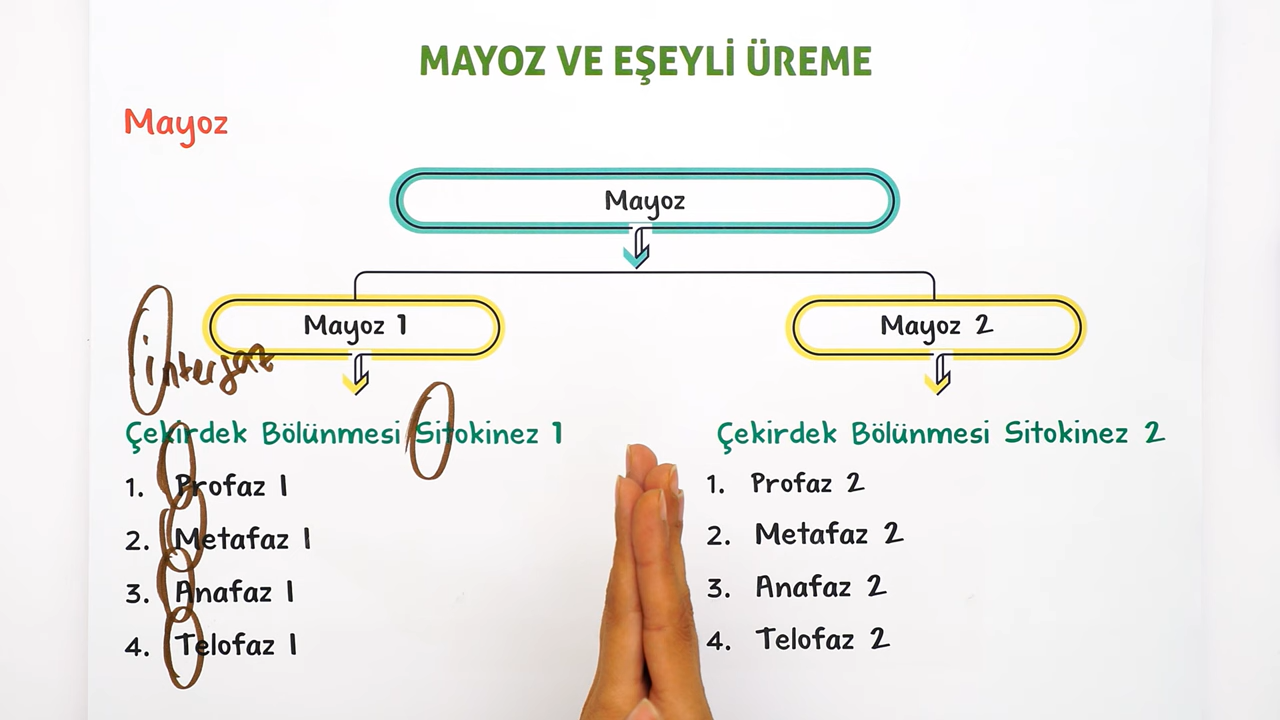 MAYOZ VE EŞEYLİ ÜREME
Mayoz
Mayoz
Mayoz 1
Mayoz 2
interfaz
Çekirdek Bölünmesi Sitokinez 1
1. Profaz 1
2. Metafaz 1
3. Anafaz 1
4. Telofaz 1
Çekirdek Bölünmesi Sitokinez 2
1. Profaz 2
2. Metafaz 2
3. Anafaz 2
4. Telofaz 2